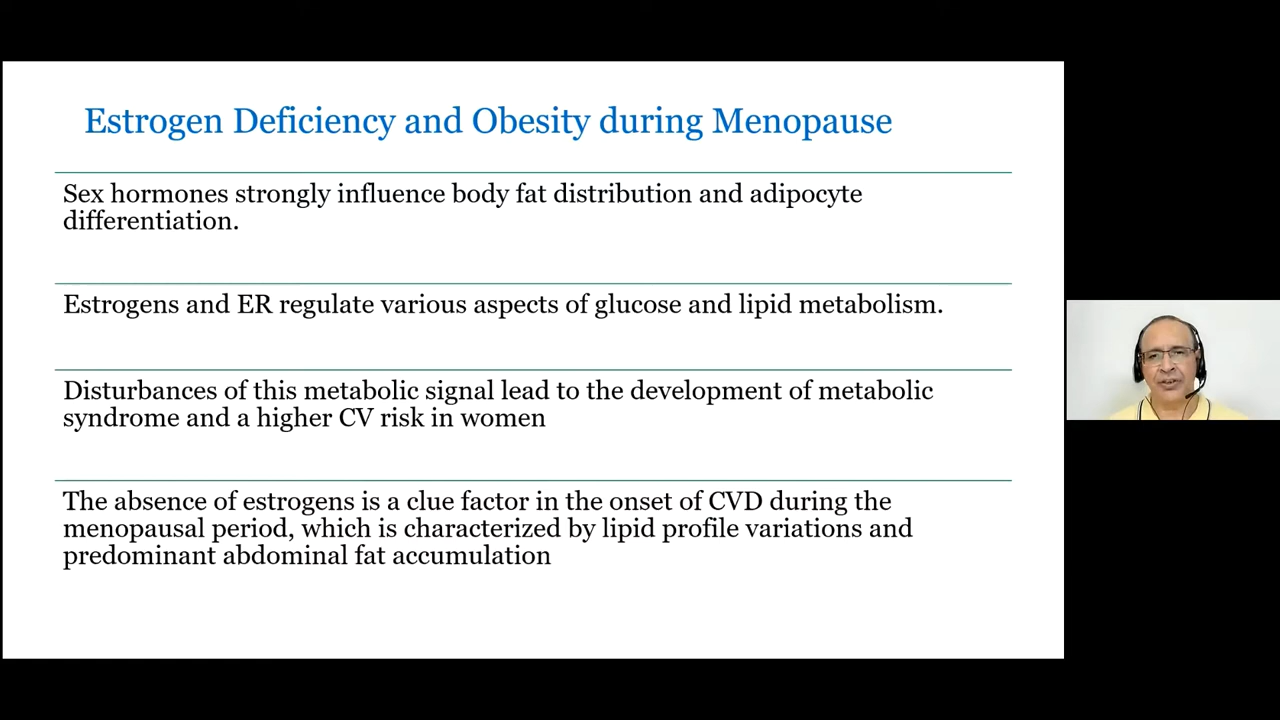 Estrogen Deficiency and Obesity during Menopause
Sex hormones strongly influence body fat distribution and adipocyte
differentiation.
Estrogens and ER regulate various aspects of glucose and lipid metabolism.
Disturbances of this metabolic signal lead to the development of metabolic
syndrome and a higher CV risk in women
The absence of estrogens is a clue factor in the onset of CVD during the
menopausal period, which is characterized by lipid profile variations and
predominant abdominal fat accumulation